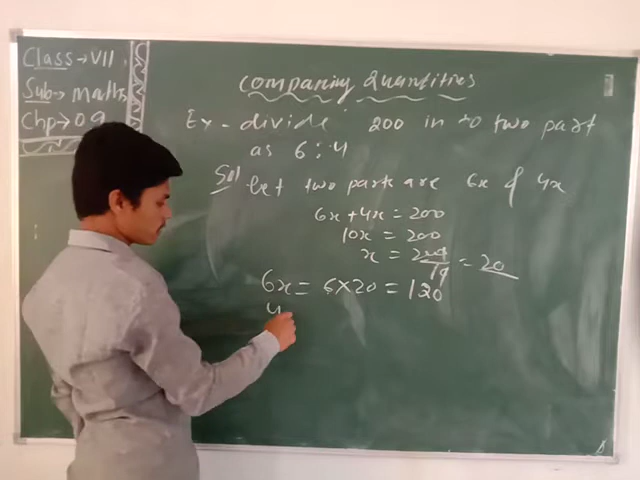 Class → VII
Sub → maths
Chp → 09
Comparing Quantities
Ex - divide 200 in to two part
as 6:4
Sol let two parts are 6x & 4x
6x + 4x = 200
10x = 200
x = 200/10 = 20
6x = 6 × 20 = 120
4